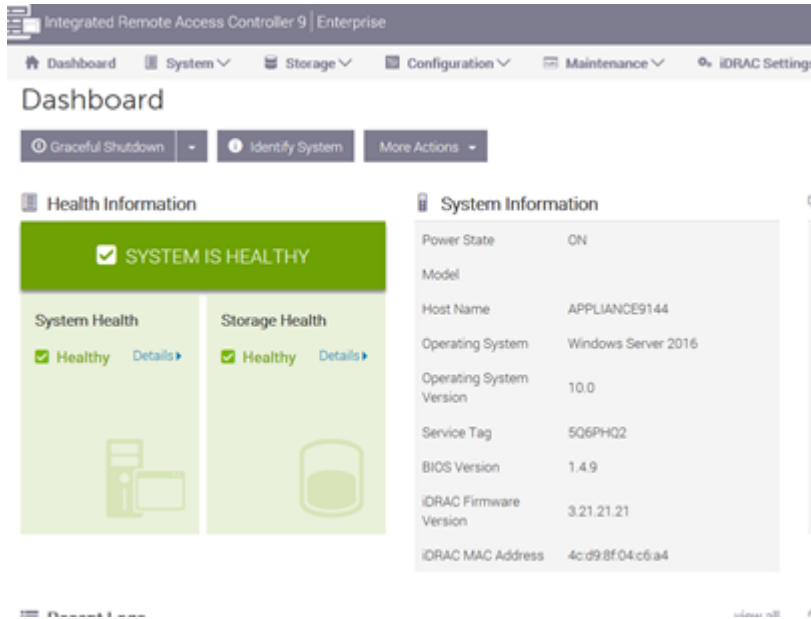 Integrated Remote Access Controller 9 | Enterprise
Dashboard System Storage Configuration Maintenance iDRAC Settings
Dashboard
Graceful Shutdown Identify System More Actions
Health Information
SYSTEM IS HEALTHY
System Health Storage Health
Healthy Details Healthy Details
System Information
Power State ON
Model
Host Name APPLIANCE9144
Operating System Windows Server 2016
Operating System
Version 10.0
Service Tag 5Q6PHQ2
BIOS Version 1.4.9
iDRAC Firmware
Version 3.21.21.21
iDRAC MAC Address 4c:d9:8f:04:c6:a4
Recent Logs view all